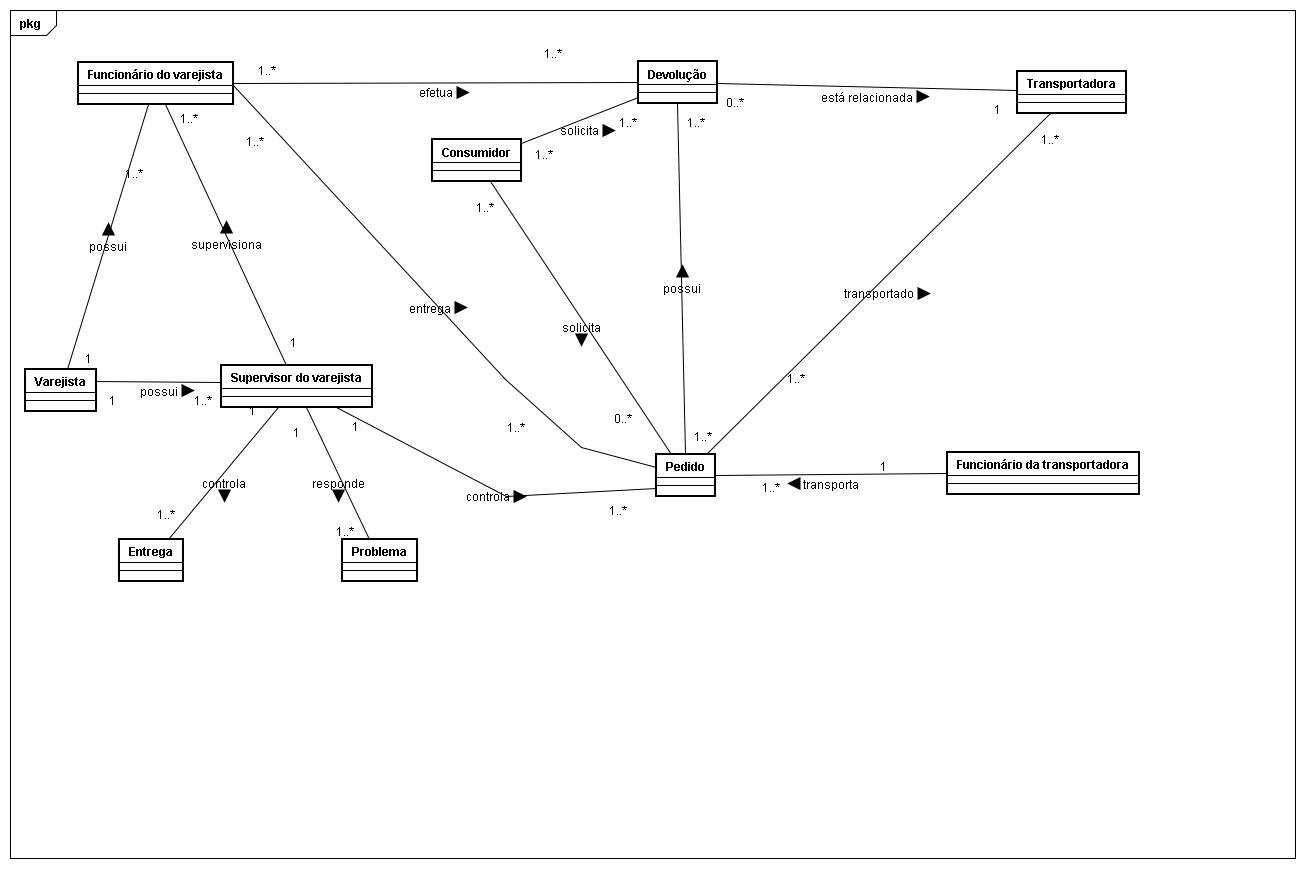 pkg
1..*
Funcionário do varejista
1..*
Devolução
Transportadora
efetua
0..*
está relacionada
1
1..*
1..*
solicita
1..*
1..*
1..*
Consumidor
1..*
1..*
1..*
possui
supervisiona
possui
transportado
entrega
solicita
1
1
Varejista
Supervisor do varejista
1..*
possui
1
1..*
1
1
1
0..*
1..*
1..*
Pedido
1
Funcionário da transportadora
controla
responde
controla
1..*
transporta
1..*
1..*
1..*
Entrega
Problema